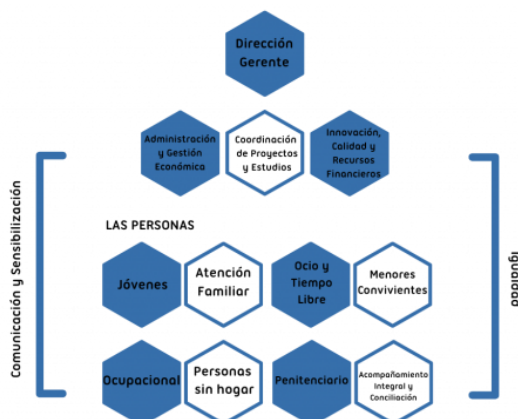 Dirección
Gerente
Administración
y Gestión
Económica
Coordinación
de Proyectos
y Estudios
Innovación,
Calidad y
Recursos
Financieros
Comunicación y Sensibilización
Igualdad
LAS PERSONAS
Jóvenes
Atención
Familiar
Ocio y
Tiempo
Libre
Menores
Convivientes
Ocupacional
Personas
sin hogar
Penitenciario
Acompañamiento
Integral y
Conciliación